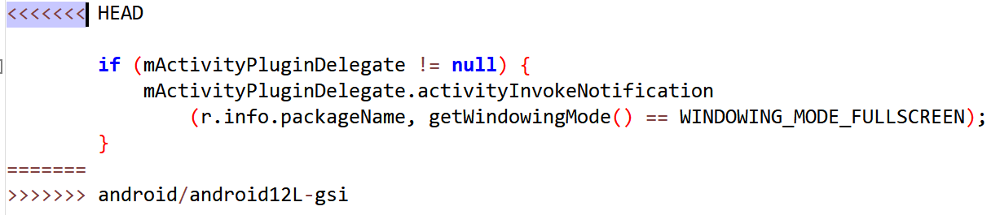 <<<<<<< HEAD
if (mActivityPluginDelegate != null) {
mActivityPluginDelegate.activityInvokeNotification
(r.info.packageName, getWindowingMode() == WINDOWING_MODE_FULLSCREEN);
}
=======
>>>>>>> android/android12L-gsi